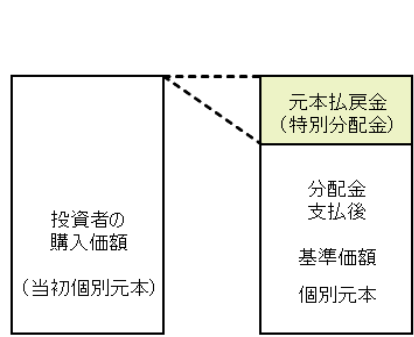 投資者の
購入価額
（当初個別元本）
元本払戻金
（特別分配金）
分配金
支払後
基準価額
個別元本